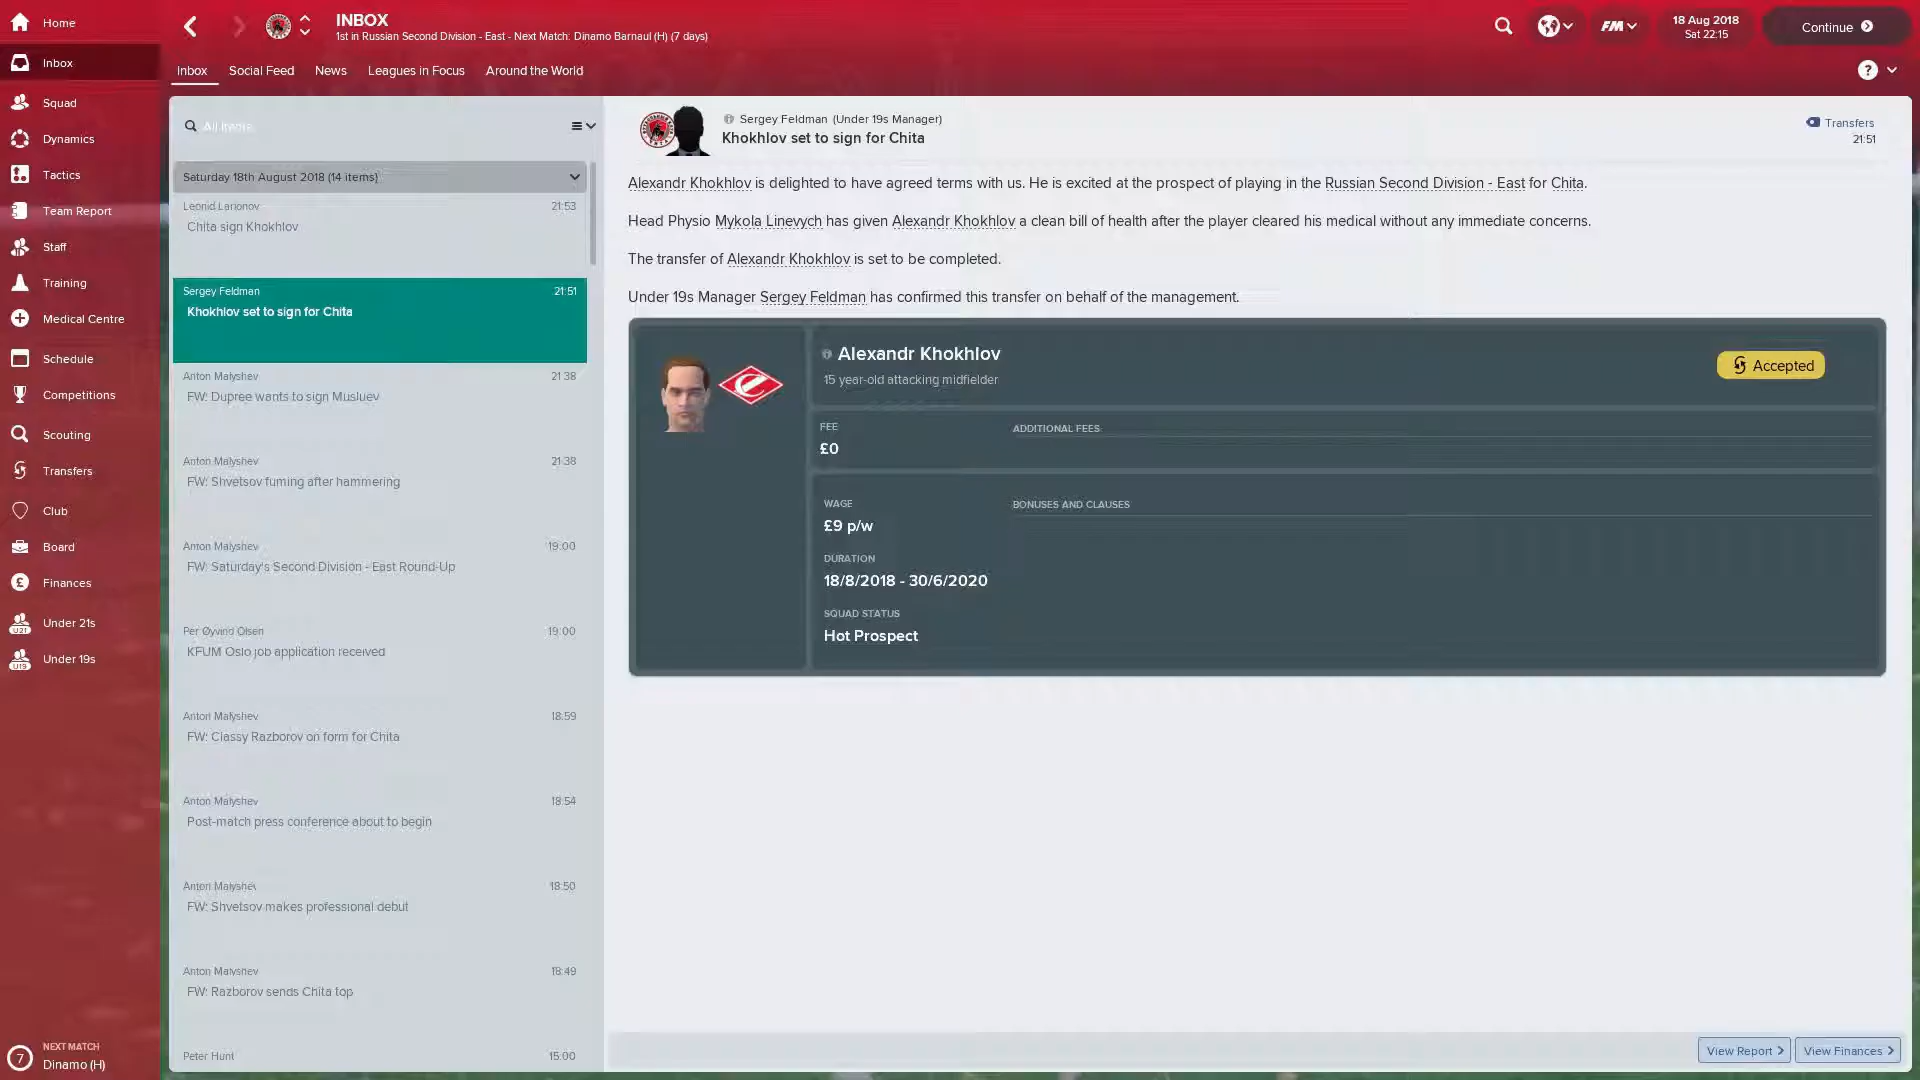 Home
Inbox
Squad
Dynamics
Tactics
Team Report
Staff
Training
Medical Centre
Schedule
Competitions
Scouting
Transfers
Club
Board
Finances
U21
Under 21s
U19
Under 19s
7
NEXT MATCH
Dinamo (H)
INBOX
1st in Russian Second Division - East - Next Match: Dinamo Barnaul (H) (7 days)
FM
18 Aug 2018
Sat 22:15
Continue
Inbox
Social Feed
News
Leagues in Focus
Around the World
?
All Items
Saturday 18th August 2018 (14 items)
Leonid Larionov 21:53
Chita sign Khokhlov
Sergey Feldman 21:51
Khokhlov set to sign for Chita
Anton Malyshev 21:38
FW: Dupree wants to sign Musluev
Anton Malyshev 21:38
FW: Shvetsov fuming after hammering
Anton Malyshev 19:00
FW: Saturday's Second Division - East Round-Up
Per Øyvind Olsen 19:00
KFUM Oslo job application received
Anton Malyshev 18:59
FW: Classy Razborov on form for Chita
Anton Malyshev 18:54
Post-match press conference about to begin
Anton Malyshev 18:50
FW: Shvetsov makes professional debut
Anton Malyshev 18:49
FW: Razborov sends Chita top
Peter Hunt 15:00
Sergey Feldman (Under 19s Manager)
Khokhlov set to sign for Chita
Transfers
21:51
Alexandr Khokhlov is delighted to have agreed terms with us. He is excited at the prospect of playing in the Russian Second Division - East for Chita.
Head Physio Mykola Linevych has given Alexandr Khokhlov a clean bill of health after the player cleared his medical without any immediate concerns.
The transfer of Alexandr Khokhlov is set to be completed.
Under 19s Manager Sergey Feldman has confirmed this transfer on behalf of the management.
Alexandr Khokhlov
15 year-old attacking midfielder
Accepted
FEE
£0
ADDITIONAL FEES
WAGE
£9 p/w
BONUSES AND CLAUSES
DURATION
18/8/2018 - 30/6/2020
SQUAD STATUS
Hot Prospect
View Report
View Finances